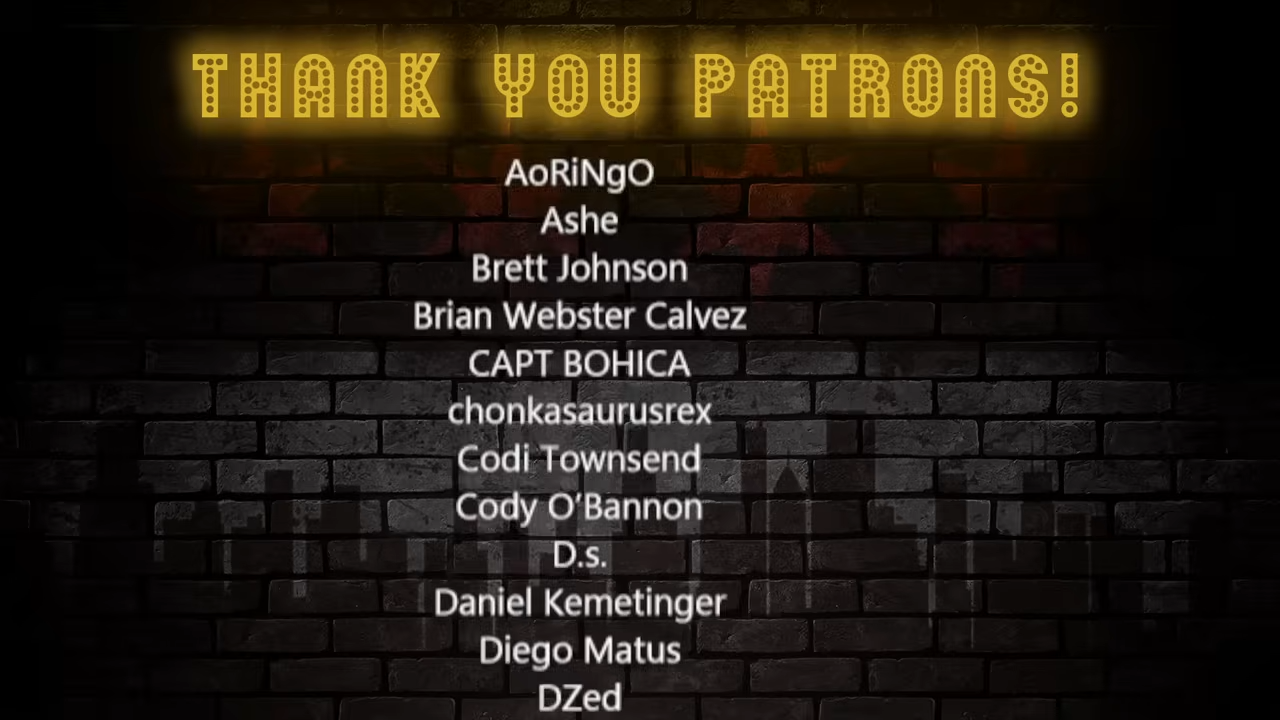 THANK YOU PATRONS!
AoRiNgO
Ashe
Brett Johnson
Brian Webster Calvez
CAPT BOHICA
chonkasaurusrex
Codi Townsend
Cody O'Bannon
D.s.
Daniel Kemetinger
Diego Matus
DZed